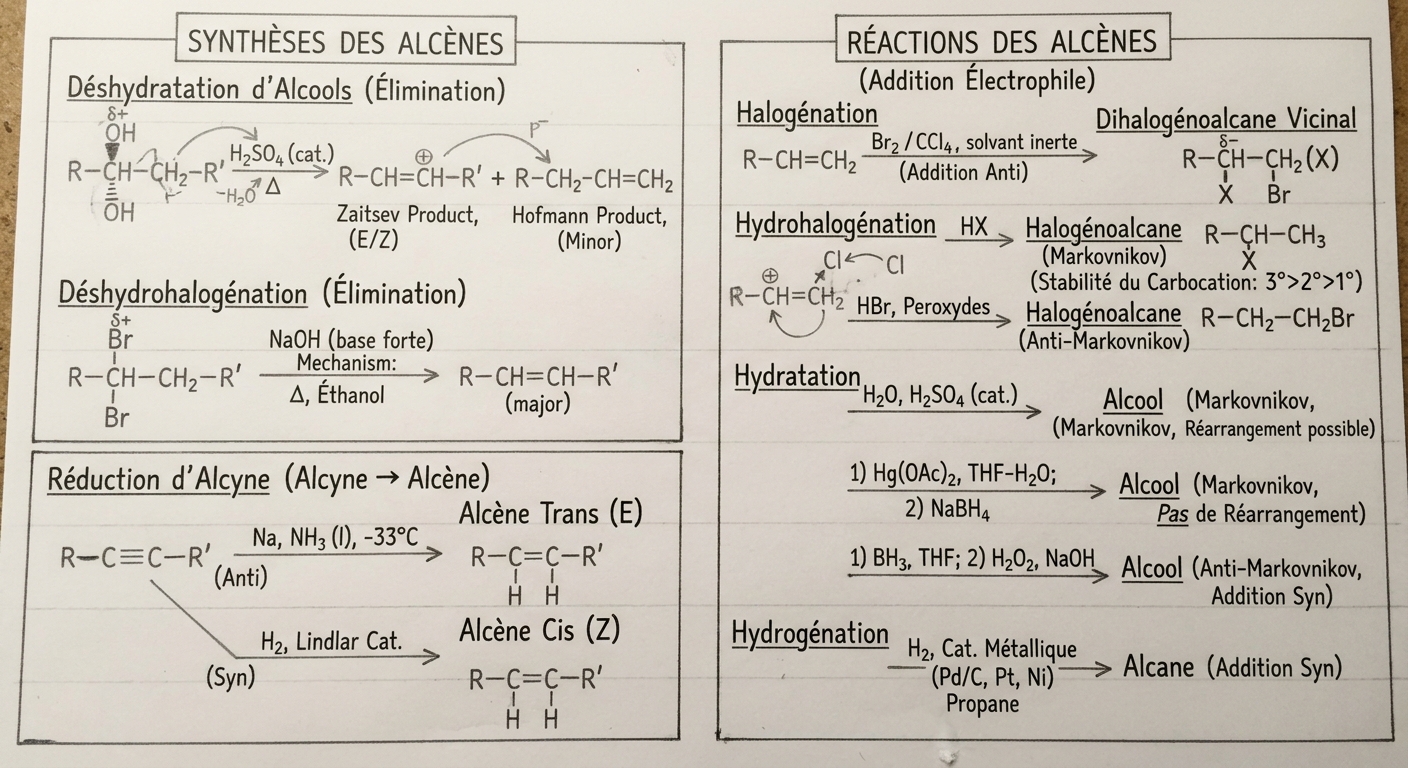 SYNTHÈSES DES ALCÈNES
Déshydratation d'Alcools (Élimination)
δ+
OH
R–CH–CH₂–R' H₂SO₄ (cat.) R–CH=CH–R' + R–CH₂–CH=CH₂
⊕
P⁻
–H₂O Δ
OH
Zaitsev Product, Hofmann Product,
(E/Z) (Minor)
Déshydrohalogénation (Élimination)
δ+
Br
NaOH (base forte)
Mechanism:
R–CH–CH₂–R' → R–CH=CH–R'
Δ, Éthanol
(major)
Br
Réduction d'Alcyne (Alcyne → Alcène)
Alcène Trans (E)
Na, NH₃ (l), -33°C
R–C≡C–R' → R–C=C–R'
(Anti)
H H
Alcène Cis (Z)
H₂, Lindlar Cat.
(Syn)
R–C=C–R'
H H
RÉACTIONS DES ALCÈNES
(Addition Électrophile)
Halogénation
Dihalogénoalcane Vicinal
Br₂/CCl₄, solvant inerte
δ–
R–CH=CH₂ → R–CH–CH₂(X)
(Addition Anti)
X Br
Hydrohalogénation HX → Halogénoalcane R–CH–CH₃
(Markovnikov) X
Cl Cl
(Stabilité du Carbocation: 3°>2°>1°)
⊕
R–CH=CH₂ HBr, Peroxydes → Halogénoalcane R–CH₂–CH₂Br
(Anti-Markovnikov)
Hydratation
H₂O, H₂SO₄ (cat.) → Alcool (Markovnikov,
(Markovnikov, Réarrangement possible)
1) Hg(OAc)₂, THF–H₂O;
2) NaBH₄
Alcool (Markovnikov,
Pas de Réarrangement)
1) BH₃, THF; 2) H₂O₂, NaOH → Alcool (Anti-Markovnikov,
Addition Syn)
Hydrogénation
H₂, Cat. Métallique
(Pd/C, Pt, Ni) → Alcane (Addition Syn)
Propane